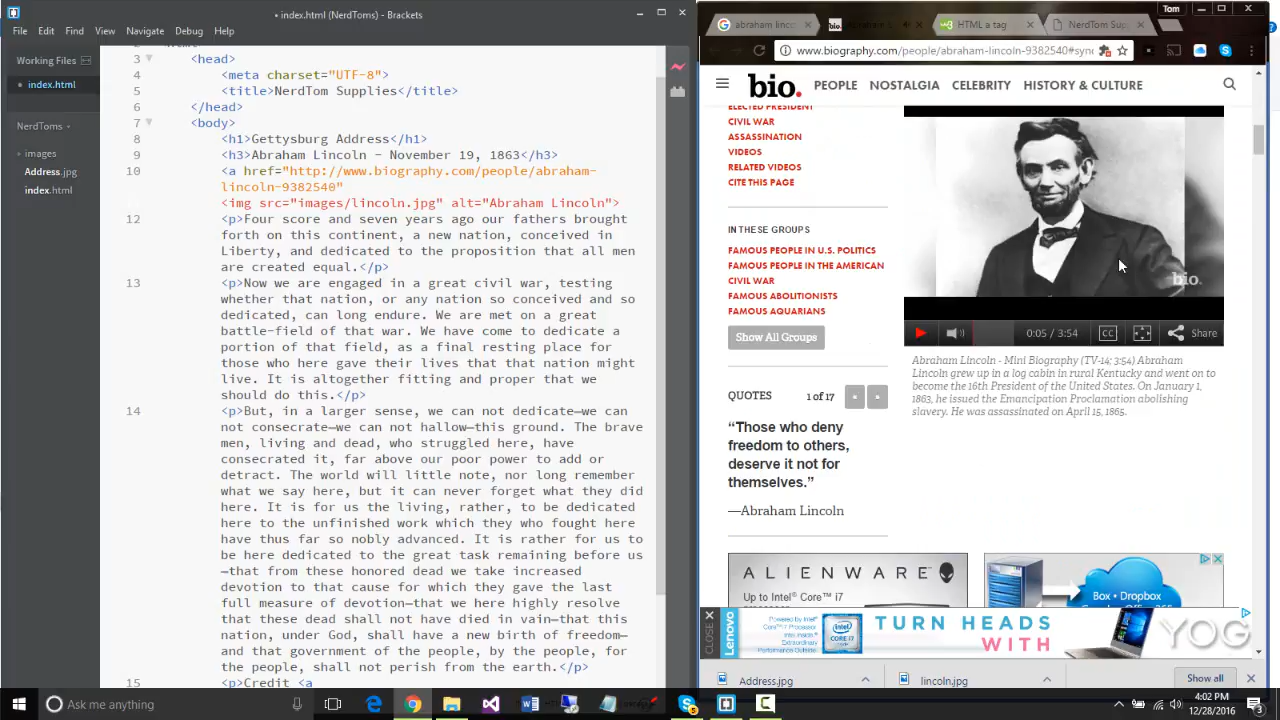 • index.html (NerdToms) - Brackets
File Edit Find View Navigate Debug Help
Working Files
• index.html
NerdToms
images
Address.jpg
index.html
3 <head>
4 <meta charset="UTF-8">
5 <title>NerdTom Supplies</title>
6 </head>
7 <body>
8 <h1>Gettysburg Address</h1>
9 <h3>Abraham Lincoln – November 19, 1863</h3>
10 <a href="http://www.biography.com/people/abraham-
lincoln-9382540"
<img src="images/lincoln.jpg" alt="Abraham Lincoln">
12 <p>Four score and seven years ago our fathers brought
forth on this continent, a new nation, conceived in
Liberty, and dedicated to the proposition that all men
are created equal.</p>
13 <p>Now we are engaged in a great civil war, testing
whether that nation, or any nation so conceived and so
dedicated, can long endure. We are met on a great
battle-field of that war. We have come to dedicate a
portion of that field, as a final resting place for
those who here gave their lives that that nation might
live. It is altogether fitting and proper that we
should do this.</p>
14 <p>But, in a larger sense, we can not dedicate—we can
not consecrate—we can not hallow—this ground. The brave
men, living and dead, who struggled here, have
consecrated it, far above our poor power to add or
detract. The world will little note, nor long remember
what we say here, but it can never forget what they did
here. It is for us the living, rather, to be dedicated
here to the unfinished work which they who fought here
have thus far so nobly advanced. It is rather for us to
be here dedicated to the great task remaining before us
—that from these honored dead we take increased
devotion to that cause for which they gave the last
full measure of devotion—that we here highly resolve
that these dead shall not have died in vain—that this
nation, under God, shall have a new birth of freedom—
and that government of the people, by the people, for
the people, shall not perish from the earth.</p>
15 <p>Credit <a
Tom
abraham linco
HTML a tag
NerdTom Sup
www.biography.com/people/abraham-lincoln-9382540#sync
bio. PEOPLE NOSTALGIA CELEBRITY HISTORY & CULTURE
ELECTED PRESIDENT
CIVIL WAR
ASSASSINATION
VIDEOS
RELATED VIDEOS
CITE THIS PAGE
IN THESE GROUPS
FAMOUS PEOPLE IN U.S. POLITICS
FAMOUS PEOPLE IN THE AMERICAN
CIVIL WAR
FAMOUS ABOLITIONISTS
FAMOUS AQUARIANS
Show All Groups
QUOTES 1 of 17
“Those who deny
freedom to others,
deserve it not for
themselves.”
—Abraham Lincoln
bio.
0:05 / 3:54 CC Share
Abraham Lincoln - Mini Biography (TV-14; 3:54) Abraham
Lincoln grew up in a log cabin in rural Kentucky and went on to
become the 16th President of the United States. On January 1,
1863, he issued the Emancipation Proclamation abolishing
slavery. He was assassinated on April 15, 1865.
ALIENWARE
Up to Intel® Core™ i7
Box • Dropbox
CLOSE
Lenovo
Powered by Intel®
Core™ i7 Processor
Intel Inside®.
Extraordinary
Performance Outside.
TURN HEADS
WITH
YOG
Address.jpg
lincoln.jpg
Show all
Ask me anything
4:02 PM
12/28/2016